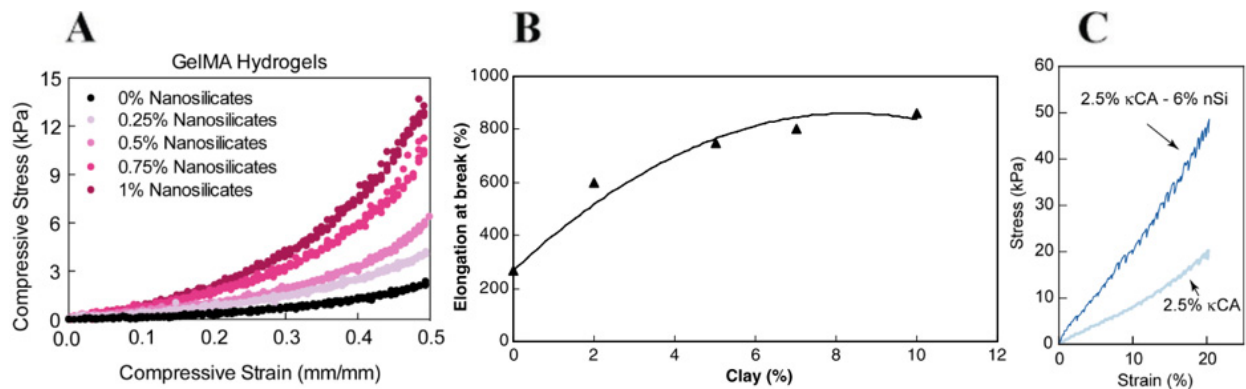 A
GelMA Hydrogels
15
12
9
6
3
0
Compressive Stress (kPa)
0% Nanosilicates
0.25% Nanosilicates
0.5% Nanosilicates
0.75% Nanosilicates
1% Nanosilicates
0.0 0.1 0.2 0.3 0.4 0.5
Compressive Strain (mm/mm)
B
1000
800
600
400
200
0
Elongation at break (%)
0 2 4 6 8 10 12
Clay (%)
C
60
50
40
30
20
10
0
Stress (kPa)
2.5% κCA - 6% nSi
2.5% κCA
0 10 20
Strain (%)